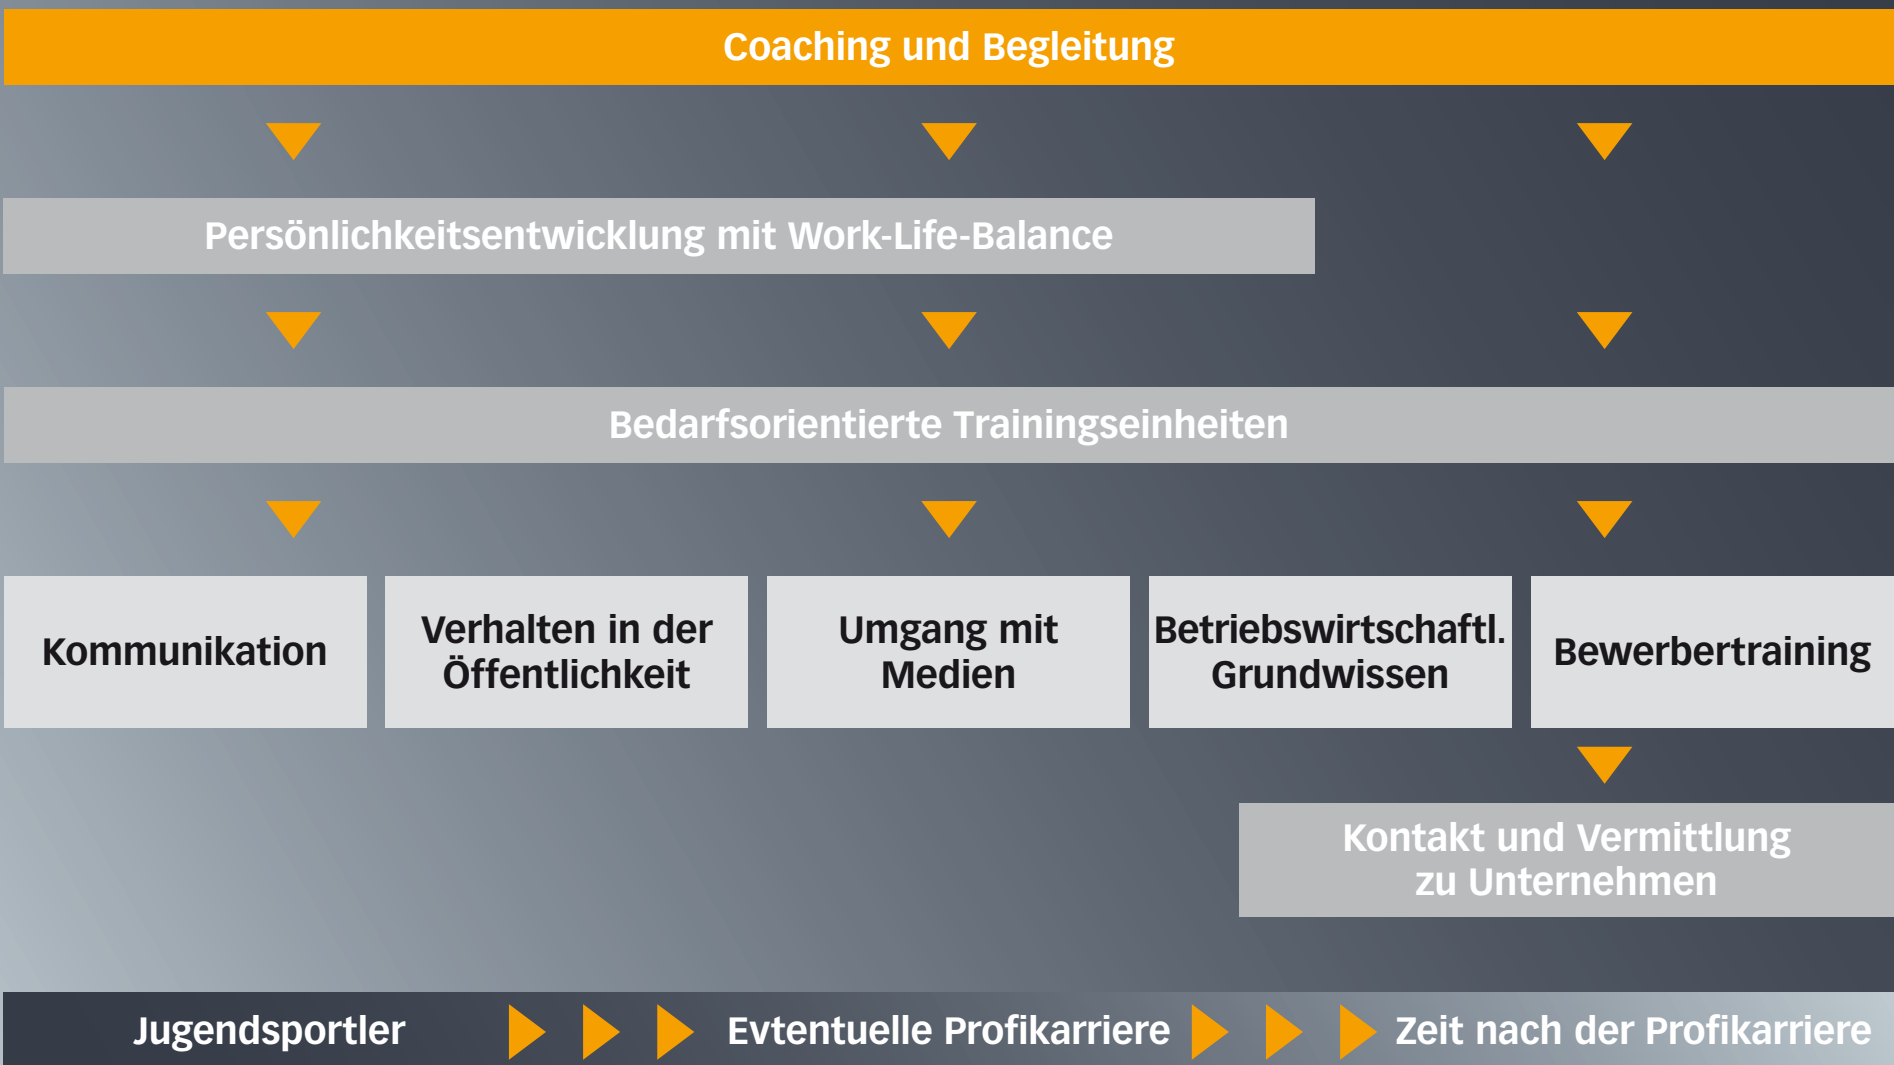 Coaching und Begleitung
Persönlichkeitsentwicklung mit Work-Life-Balance
Bedarfsorientierte Trainingseinheiten
Kommunikation
Verhalten in der
Öffentlichkeit
Umgang mit
Medien
Betriebswirtschaftl.
Grundwissen
Bewerbertraining
Kontakt und Vermittlung
zu Unternehmen
Jugendsportler
Evtentuelle Profikarriere
Zeit nach der Profikarriere